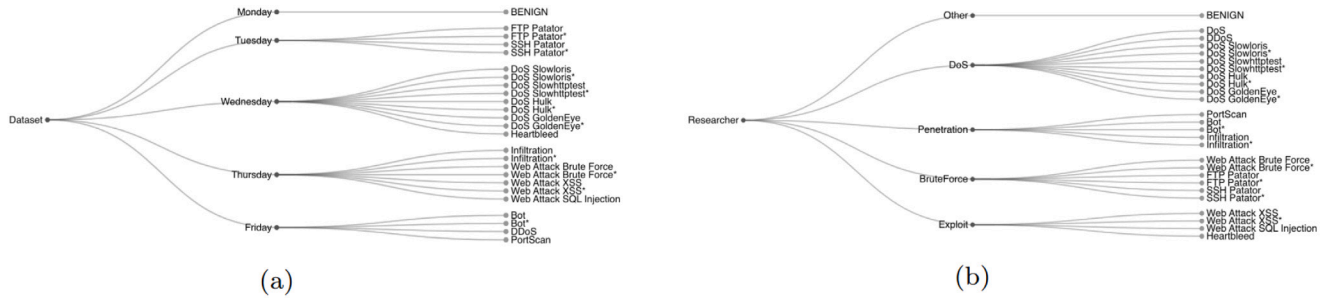 Dataset
Monday
BENIGN
Tuesday
FTP Patator
FTP Patator*
SSH Patator
SSH Patator*
Wednesday
DoS Slowloris
DoS Slowloris*
DoS Slowhttptest
DoS Slowhttptest*
DoS Hulk
DoS Hulk*
DoS GoldenEye
DoS GoldenEye*
Heartbleed
Thursday
Infiltration
Infiltration*
Web Attack Brute Force
Web Attack Brute Force*
Web Attack XSS
Web Attack XSS*
Web Attack SQL Injection
Friday
Bot
Bot*
DDoS
PortScan
(a)
Researcher
Other
BENIGN
DoS
DoS
DDoS
DoS Slowloris
DoS Slowloris*
DoS Slowhttptest
DoS Slowhttptest*
DoS Hulk
DoS Hulk*
DoS GoldenEye
DoS GoldenEye*
Penetration
PortScan
Bot
Bot*
Infiltration
Infiltration*
BruteForce
Web Attack Brute Force
Web Attack Brute Force*
FTP Patator
FTP Patator*
SSH Patator
SSH Patator*
Exploit
Web Attack XSS
Web Attack XSS*
Web Attack SQL Injection
Heartbleed
(b)